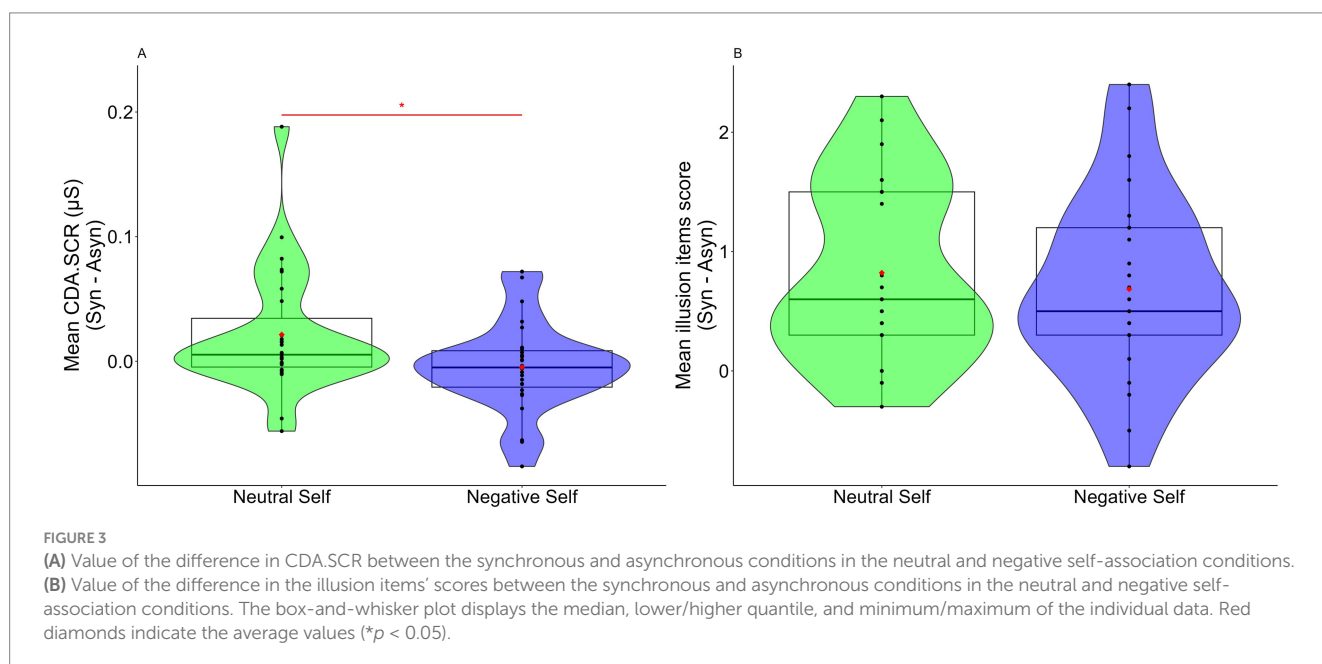 A
Mean CDA.SCR (µS)
(Syn - Asyn)
0.2
0.1
0.0
*
Neutral Self
Negative Self
B
Mean illusion items score
(Syn - Asyn)
2
1
0
Neutral Self
Negative Self
FIGURE 3
(A) Value of the difference in CDA.SCR between the synchronous and asynchronous conditions in the neutral and negative self-association conditions.
(B) Value of the difference in the illusion items’ scores between the synchronous and asynchronous conditions in the neutral and negative self-
association conditions. The box-and-whisker plot displays the median, lower/higher quantile, and minimum/maximum of the individual data. Red
diamonds indicate the average values (*p < 0.05).